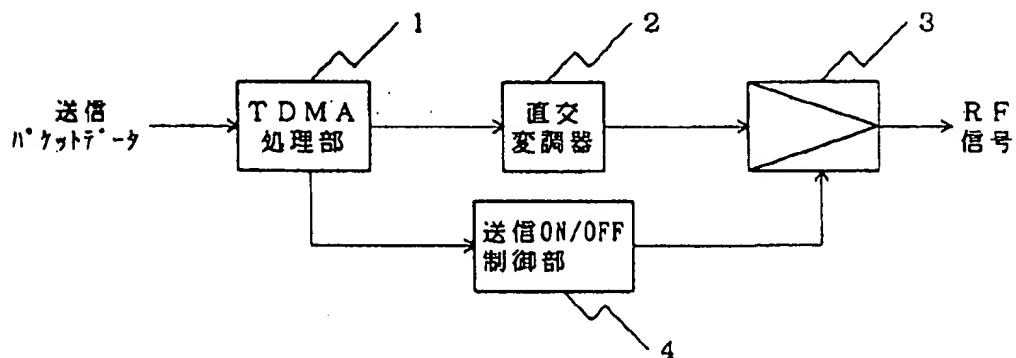 1
2
3
送信
パケットデータ
TDMA
処理部
直交
変調器
RF
信号
送信ON/OFF
制御部
4